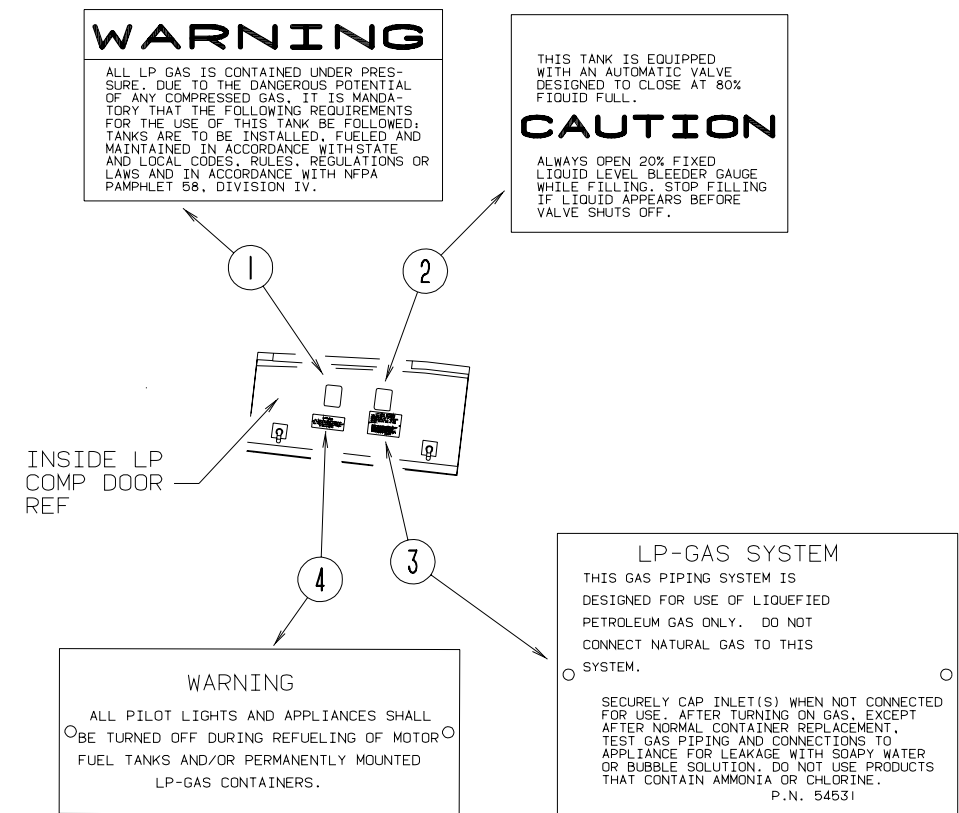 WARNING
ALL LP GAS IS CONTAINED UNDER PRES-
SURE. DUE TO THE DANGEROUS POTENTIAL
OF ANY COMPRESSED GAS, IT IS MANDA-
TORY THAT THE FOLLOWING REQUIREMENTS
FOR THE USE OF THIS TANK BE FOLLOWED:
TANKS ARE TO BE INSTALLED, FUELED AND
MAINTAINED IN ACCORDANCE WITH STATE
AND LOCAL CODES, RULES, REGULATIONS OR
LAWS AND IN ACCORDANCE WITH NFPA
PAMPHLET 58, DIVISION IV.
THIS TANK IS EQUIPPED
WITH AN AUTOMATIC VALVE
DESIGNED TO CLOSE AT 80%
FIQUID FULL.
CAUTION
ALWAYS OPEN 20% FIXED
LIQUID LEVEL BLEEDER GAUGE
WHILE FILLING. STOP FILLING
IF LIQUID APPEARS BEFORE
VALVE SHUTS OFF.
1
2
INSIDE LP
COMP DOOR
REF
3
4
LP-GAS SYSTEM
THIS GAS PIPING SYSTEM IS
DESIGNED FOR USE OF LIQUEFIED
PETROLEUM GAS ONLY. DO NOT
CONNECT NATURAL GAS TO THIS
SYSTEM.
SECURELY CAP INLET(S) WHEN NOT CONNECTED
FOR USE. AFTER TURNING ON GAS, EXCEPT
AFTER NORMAL CONTAINER REPLACEMENT,
TEST GAS PIPING AND CONNECTIONS TO
APPLIANCE FOR LEAKAGE WITH SOAPY WATER
OR BUBBLE SOLUTION. DO NOT USE PRODUCTS
THAT CONTAIN AMMONIA OR CHLORINE.
P.N. 54531
WARNING
ALL PILOT LIGHTS AND APPLIANCES SHALL
BE TURNED OFF DURING REFUELING OF MOTOR
FUEL TANKS AND/OR PERMANENTLY MOUNTED
LP-GAS CONTAINERS.